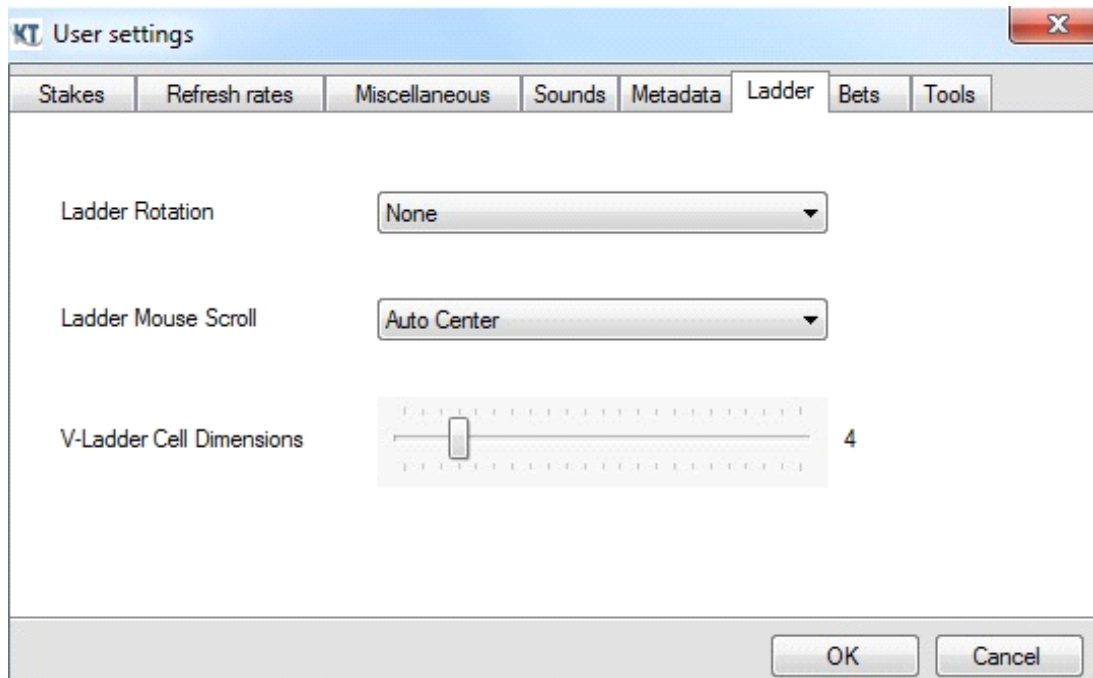 KT User settings
Stakes Refresh rates Miscellaneous Sounds Metadata Ladder Bets Tools
Ladder Rotation None
Ladder Mouse Scroll Auto Center
V-Ladder Cell Dimensions 4
OK Cancel